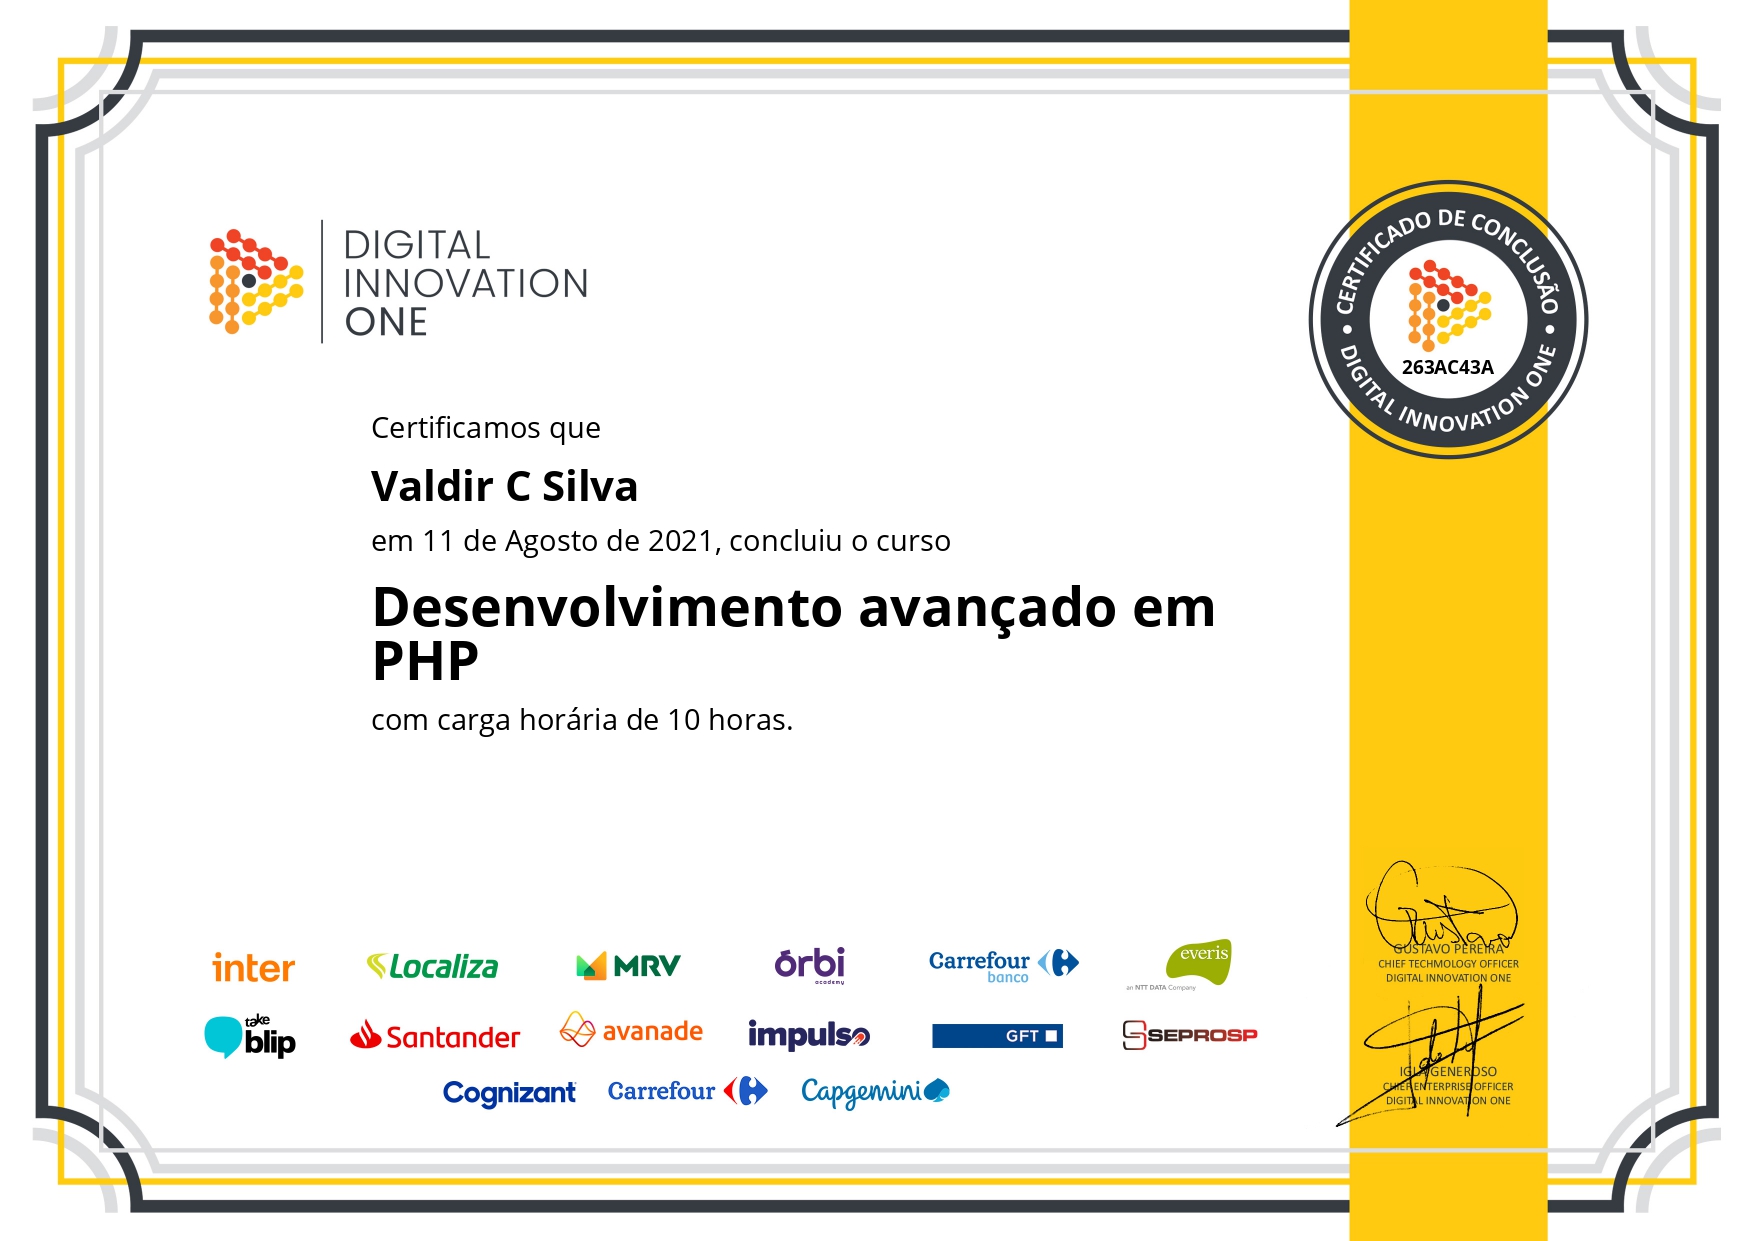 DIGITAL
INNOVATION
ONE
CERTIFICADO DE CONCLUSÃO
263AC43A
DIGITAL INNOVATION ONE
Certificamos que
Valdir C Silva
em 11 de Agosto de 2021, concluiu o curso
Desenvolvimento avançado em
PHP
com carga horária de 10 horas.
inter
Localiza
MRV
órbi
academy
Carrefour
banco
everis
an NTT DATA Company
take
blip
Santander
avanade
impulso
GFT
SEPROSP
Cognizant
Carrefour
Capgemini
Gustavo
GUSTAVO PEREIRA
CHIEF TECHMOLOGY OFFICER
DIGITAL INNOVATION ONE
IGLA GENEROSO
CHIEF ENTERPRISE OFFICER
DIGITAL INNOVATION ONE